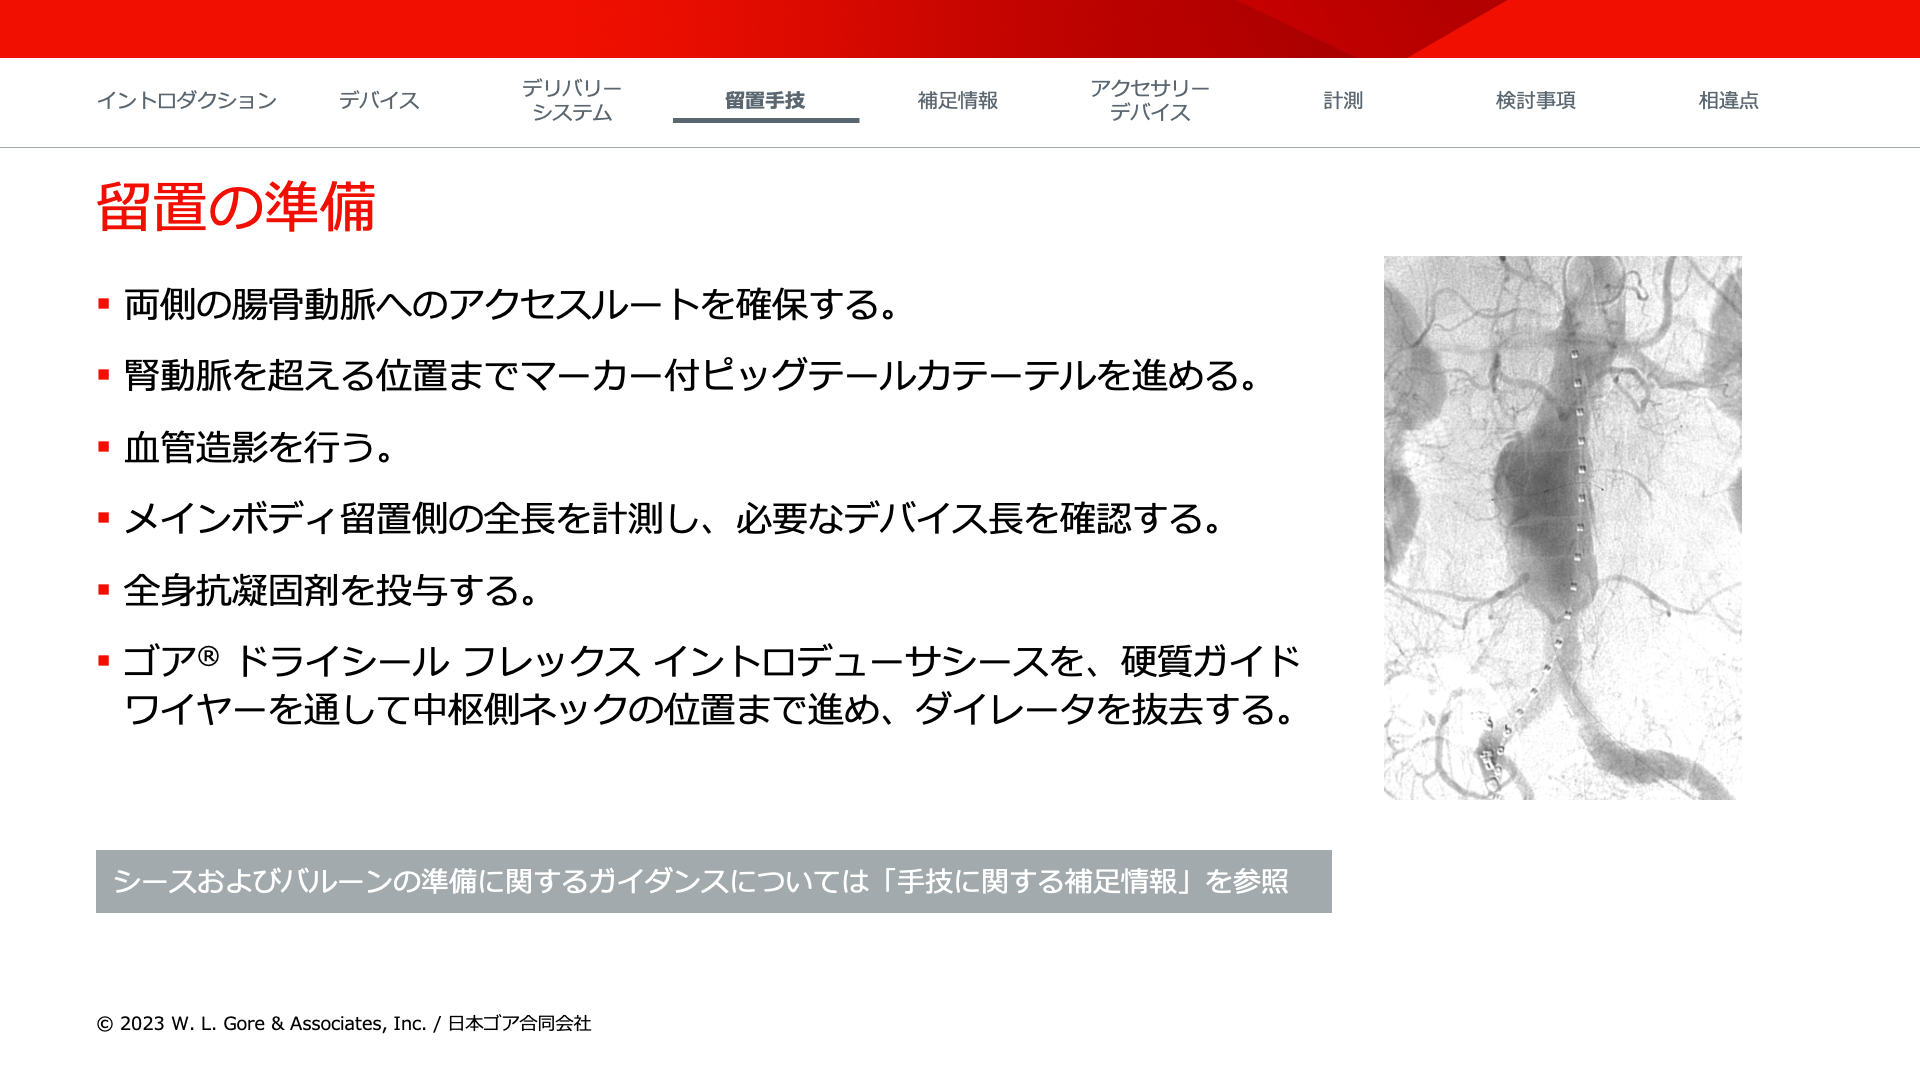 イントロダクション
デバイス
デリバリー
システム
留置手技
補足情報
アクセサリー
デバイス
計測
検討事項
相違点
留置の準備
▪ 両側の腸骨動脈へのアクセスルートを確保する。
▪ 腎動脈を超える位置までマーカー付ピッグテールカテーテルを進める。
▪ 血管造影を行う。
▪ メインボディ留置側の全長を計測し、必要なデバイス長を確認する。
▪ 全身抗凝固剤を投与する。
▪ ゴア® ドライシール フレックス イントロデューサシースを、硬質ガイド
ワイヤーを通して中枢側ネックの位置まで進め、ダイレータを抜去する。
シースおよびバルーンの準備に関するガイダンスについては「手技に関する補足情報」を参照
© 2023 W. L. Gore & Associates, Inc. / 日本ゴア合同会社